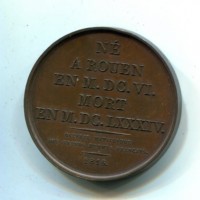 NÉ
A ROUEN
EN M. DC. VI.
MORT
EN M. DC. LXXXIV.